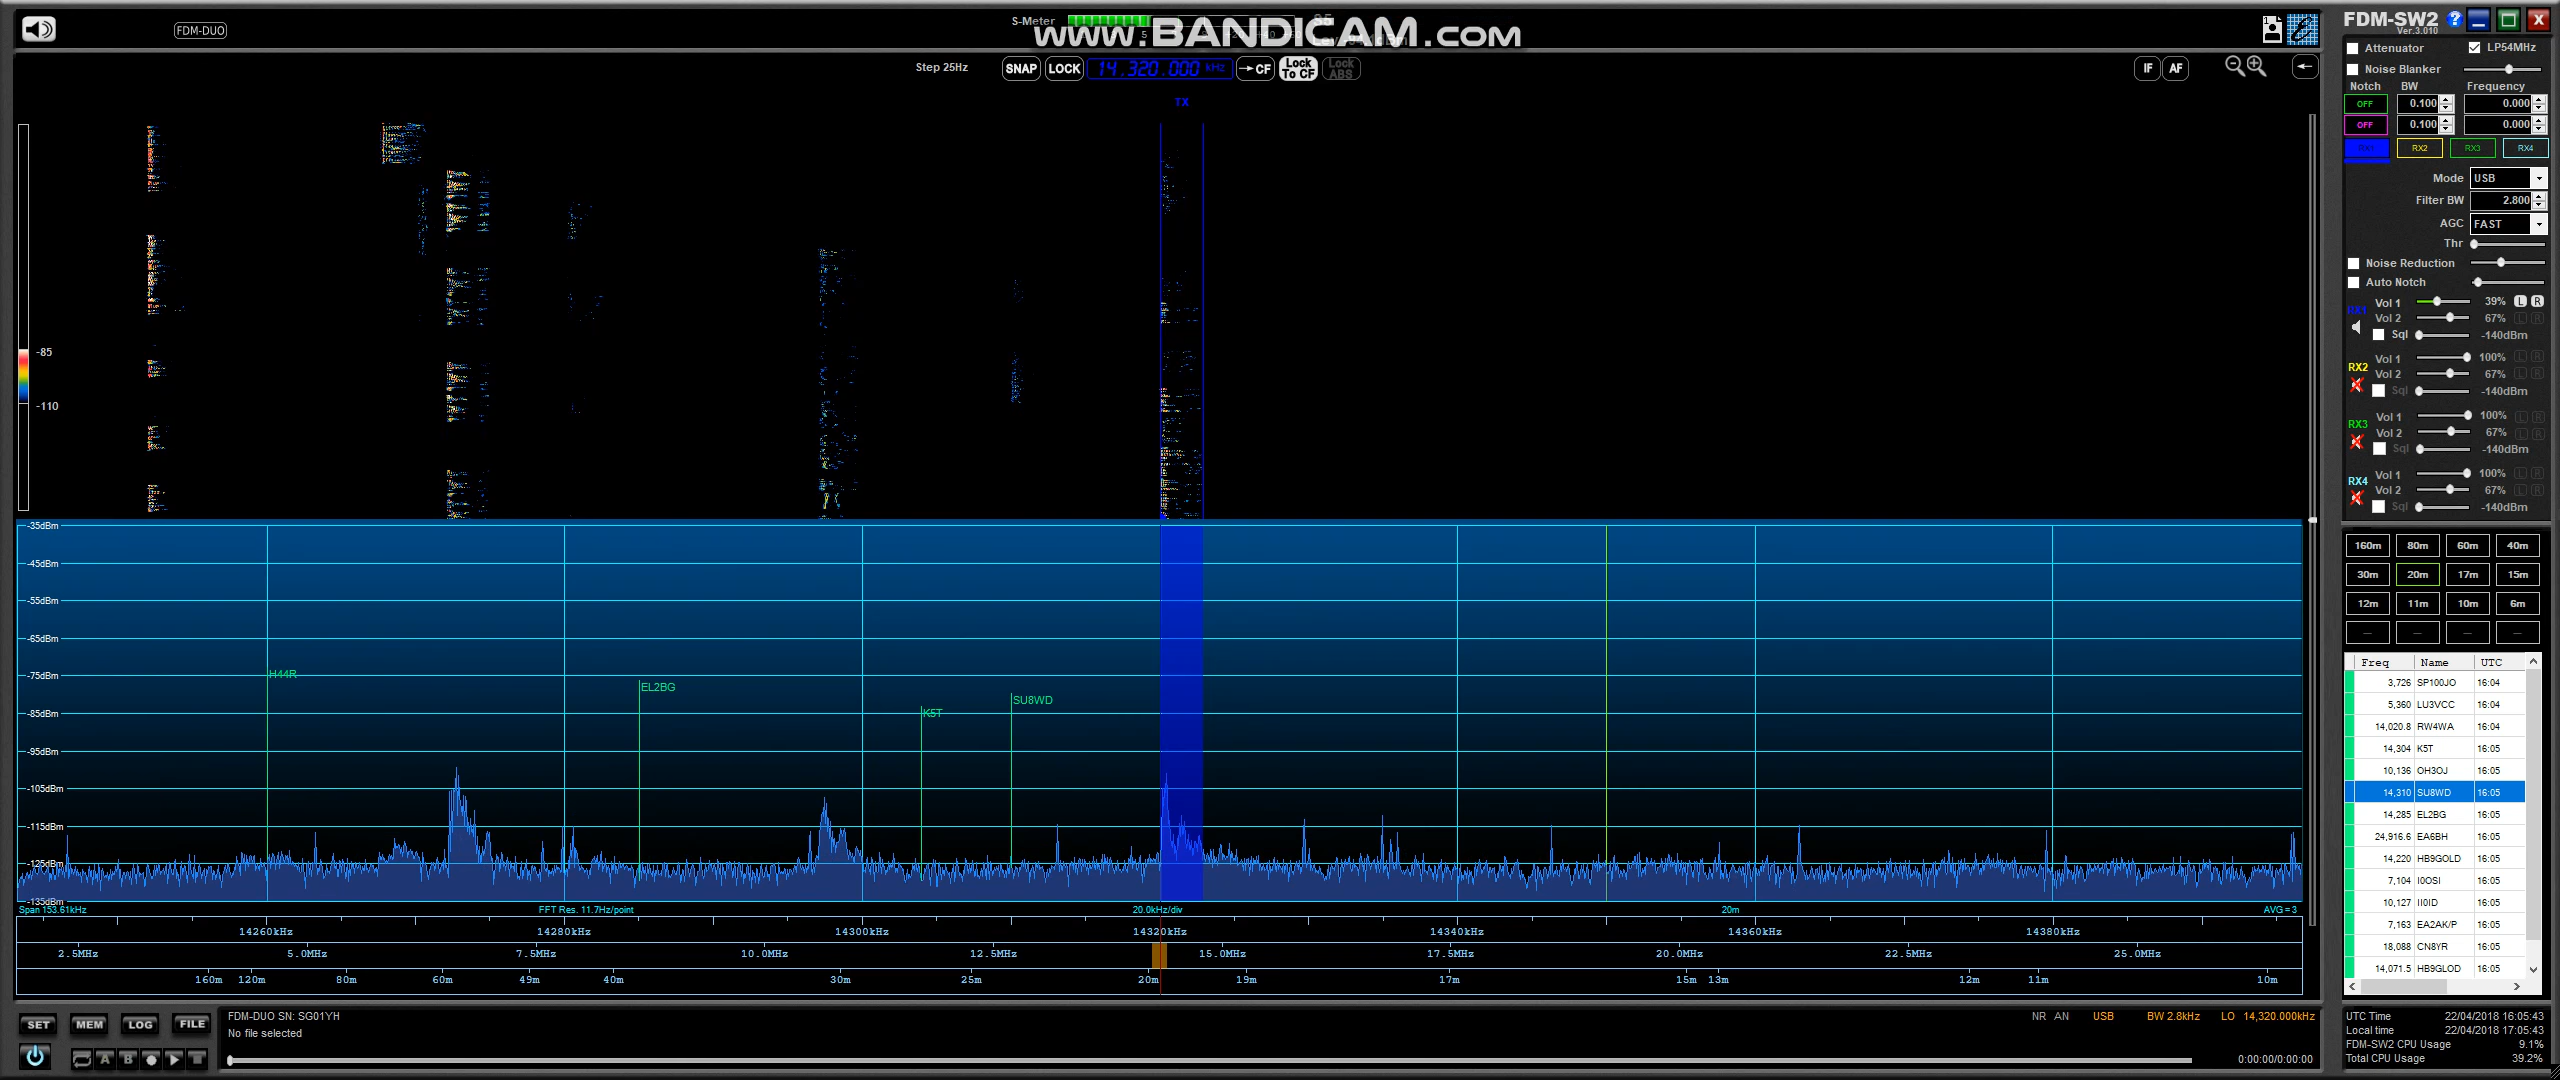 FDM-DUO
S-Meter
www.BANDICAM.com
FDM-SW2
Ver.3.010
Step 25Hz
SNAP LOCK 14.320.000 kHz →CF Lock To CF Lock ABS
IF AF
TX
-85
-110
Attenuator LP54MHz
Noise Blanker
Notch BW Frequency
OFF 0.100 0.000
OFF 0.100 0.000
RX1 RX2 RX3 RX4
Mode USB
Filter BW 2.800
AGC FAST
Thr
Noise Reduction
Auto Notch
RX1
Vol 1 39% L R
Vol 2 67% L R
Sql -140dBm
RX2
Vol 1 100% L R
Vol 2 67% L R
Sql -140dBm
RX3
Vol 1 100% L R
Vol 2 67% L R
Sql -140dBm
RX4
Vol 1 100% L R
Vol 2 67% L R
Sql -140dBm
-35dBm
-45dBm
-55dBm
-65dBm
-75dBm
-85dBm
-95dBm
-105dBm
-115dBm
-125dBm
-135dBm
H44R
EL2BG
K5T
SU8WD
Span 153.61kHz FFT Res. 11.7Hz/point 20.0kHz/div 20m AVG=3
14260kHz 14280kHz 14300kHz 14320kHz 14340kHz 14360kHz 14380kHz
2.5MHz 5.0MHz 7.5MHz 10.0MHz 12.5MHz 15.0MHz 17.5MHz 20.0MHz 22.5MHz 25.0MHz
160m 120m 80m 60m 49m 40m 30m 25m 20m 19m 17m 15m 13m 12m 11m 10m
160m 80m 60m 40m
30m 20m 17m 15m
12m 11m 10m 6m
Freq Name UTC
3,726 SP100JO 16:04
5,360 LU3VCC 16:04
14,020.8 RW4WA 16:04
14,304 K5T 16:05
10,136 OH3OJ 16:05
14,310 SU8WD 16:05
14,285 EL2BG 16:05
24,916.6 EA6BH 16:05
14,220 HB9GOLD 16:05
7,104 I0OSI 16:05
10,127 II0ID 16:05
7,163 EA2AK/P 16:05
18,088 CN8YR 16:05
14,071.5 HB9GLOD 16:05
SET MEM LOG FILE
A B
FDM-DUO SN: SG01YH
No file selected
NR AN USB BW 2.8kHz LO 14,320.000kHz
0:00:00/0:00:00
UTC Time 22/04/2018 16:05:43
Local time 22/04/2018 17:05:43
FDM-SW2 CPU Usage 9.1%
Total CPU Usage 39.2%